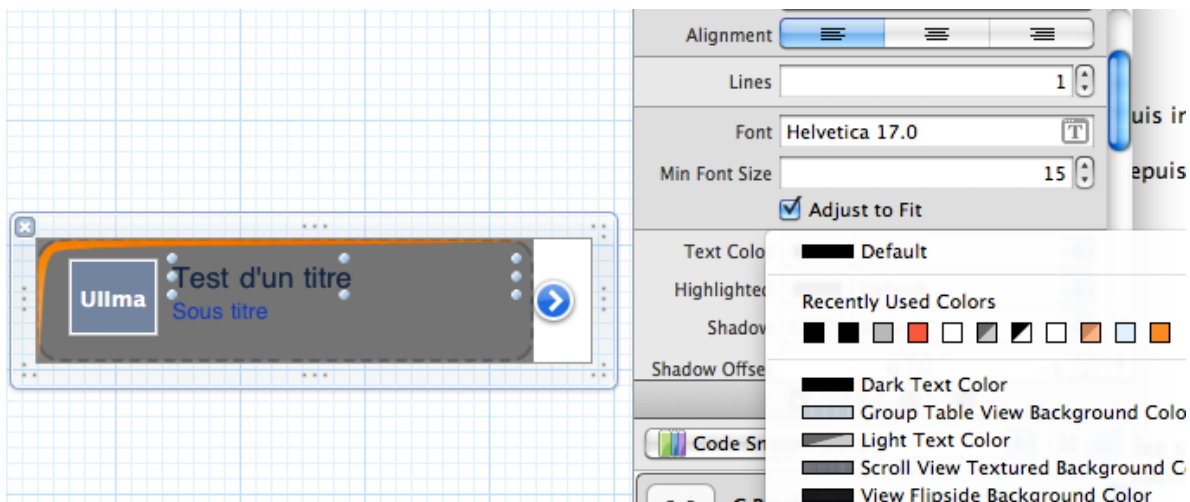 Alignment
Lines 1
uis in
Font Helvetica 17.0 T
Min Font Size 15
epuis
Adjust to Fit
Text Colo
Default
Highlighted
Recently Used Colors
Shadow
Shadow Offse
Dark Text Color
Group Table View Background Colo
Code Sn
Light Text Color
Scroll View Textured Background C
View Flipside Background Color
Ullma
Test d'un titre
Sous titre